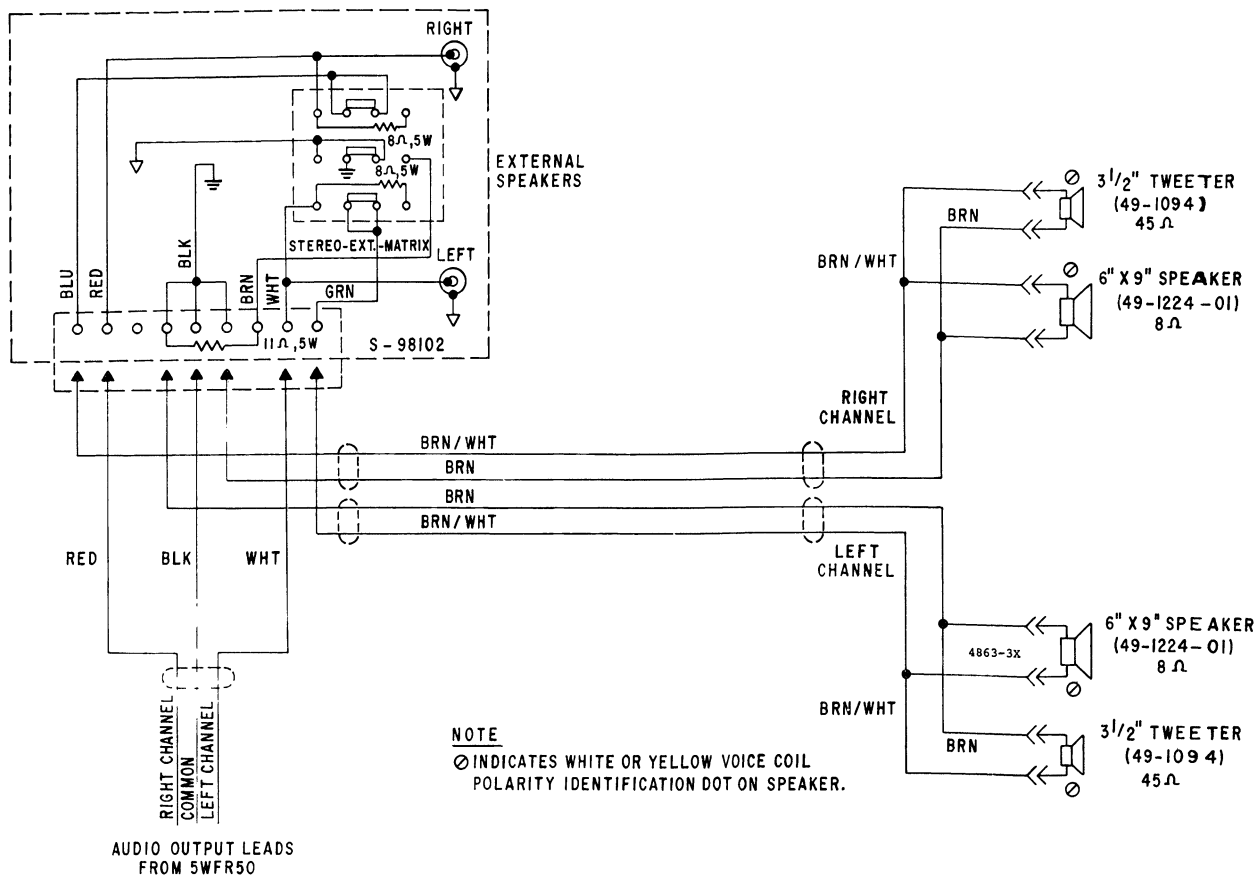 RIGHT
8Ω,5W
8Ω,5W
EXTERNAL
SPEAKERS
STEREO-EXT.-MATRIX
LEFT
BLU
RED
BLK
BRN
WHT
GRN
11Ω,5W
S-98102
3 1/2" TWEETER
(49-1094)
45Ω
BRN
BRN/WHT
6" X 9" SPEAKER
(49-1224-01)
8Ω
RIGHT
CHANNEL
BRN/WHT
BRN
BRN
BRN/WHT
LEFT
CHANNEL
RED
BLK
WHT
6" X 9" SPEAKER
(49-1224-01)
8Ω
4863-3X
BRN/WHT
BRN
3 1/2" TWEETER
(49-1094)
45Ω
RIGHT CHANNEL
COMMON
LEFT CHANNEL
NOTE
⊘ INDICATES WHITE OR YELLOW VOICE COIL
POLARITY IDENTIFICATION DOT ON SPEAKER.
AUDIO OUTPUT LEADS
FROM 5WFR50